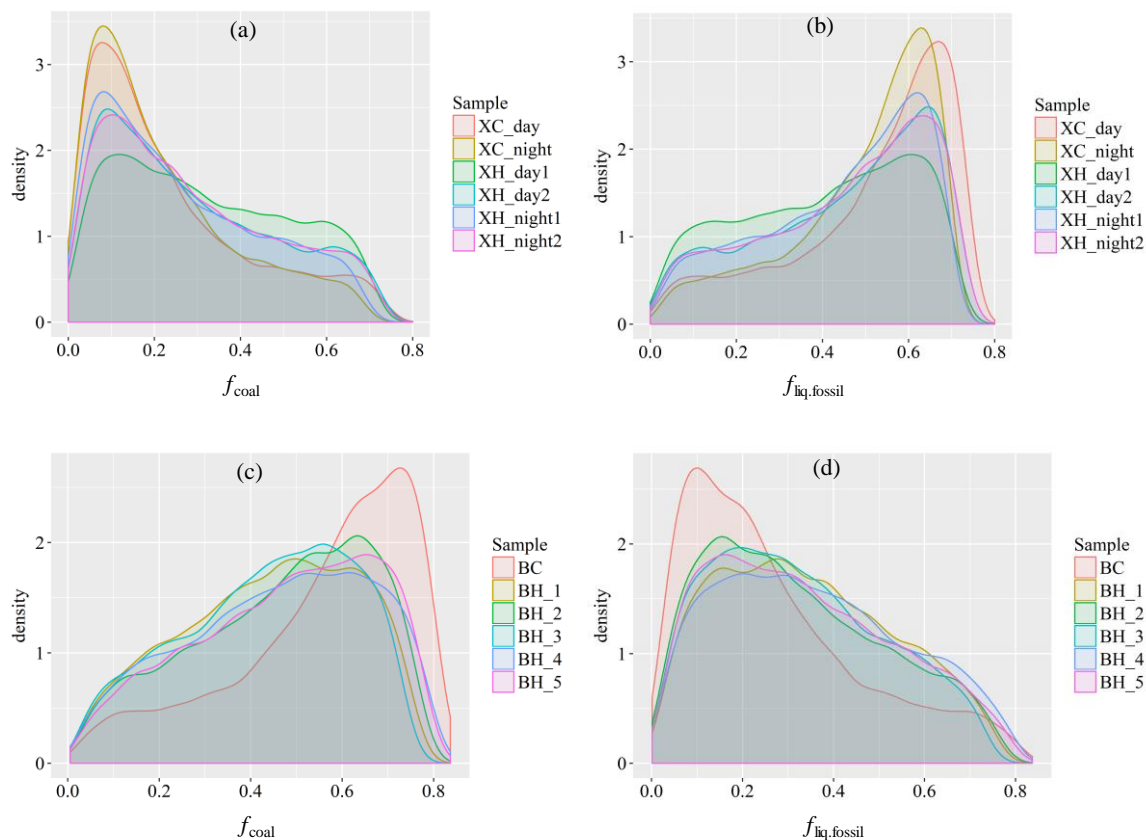 (a)
density
3
2
1
0
0.0 0.2 0.4 0.6 0.8
fcoal
Sample
XC_day
XC_night
XH_day1
XH_day2
XH_night1
XH_night2
(b)
density
3
2
1
0
0.0 0.2 0.4 0.6 0.8
fliq.fossil
Sample
XC_day
XC_night
XH_day1
XH_day2
XH_night1
XH_night2
(c)
density
2
1
0
0.0 0.2 0.4 0.6 0.8
fcoal
Sample
BC
BH_1
BH_2
BH_3
BH_4
BH_5
(d)
density
2
1
0
0.0 0.2 0.4 0.6 0.8
fliq.fossil
Sample
BC
BH_1
BH_2
BH_3
BH_4
BH_5